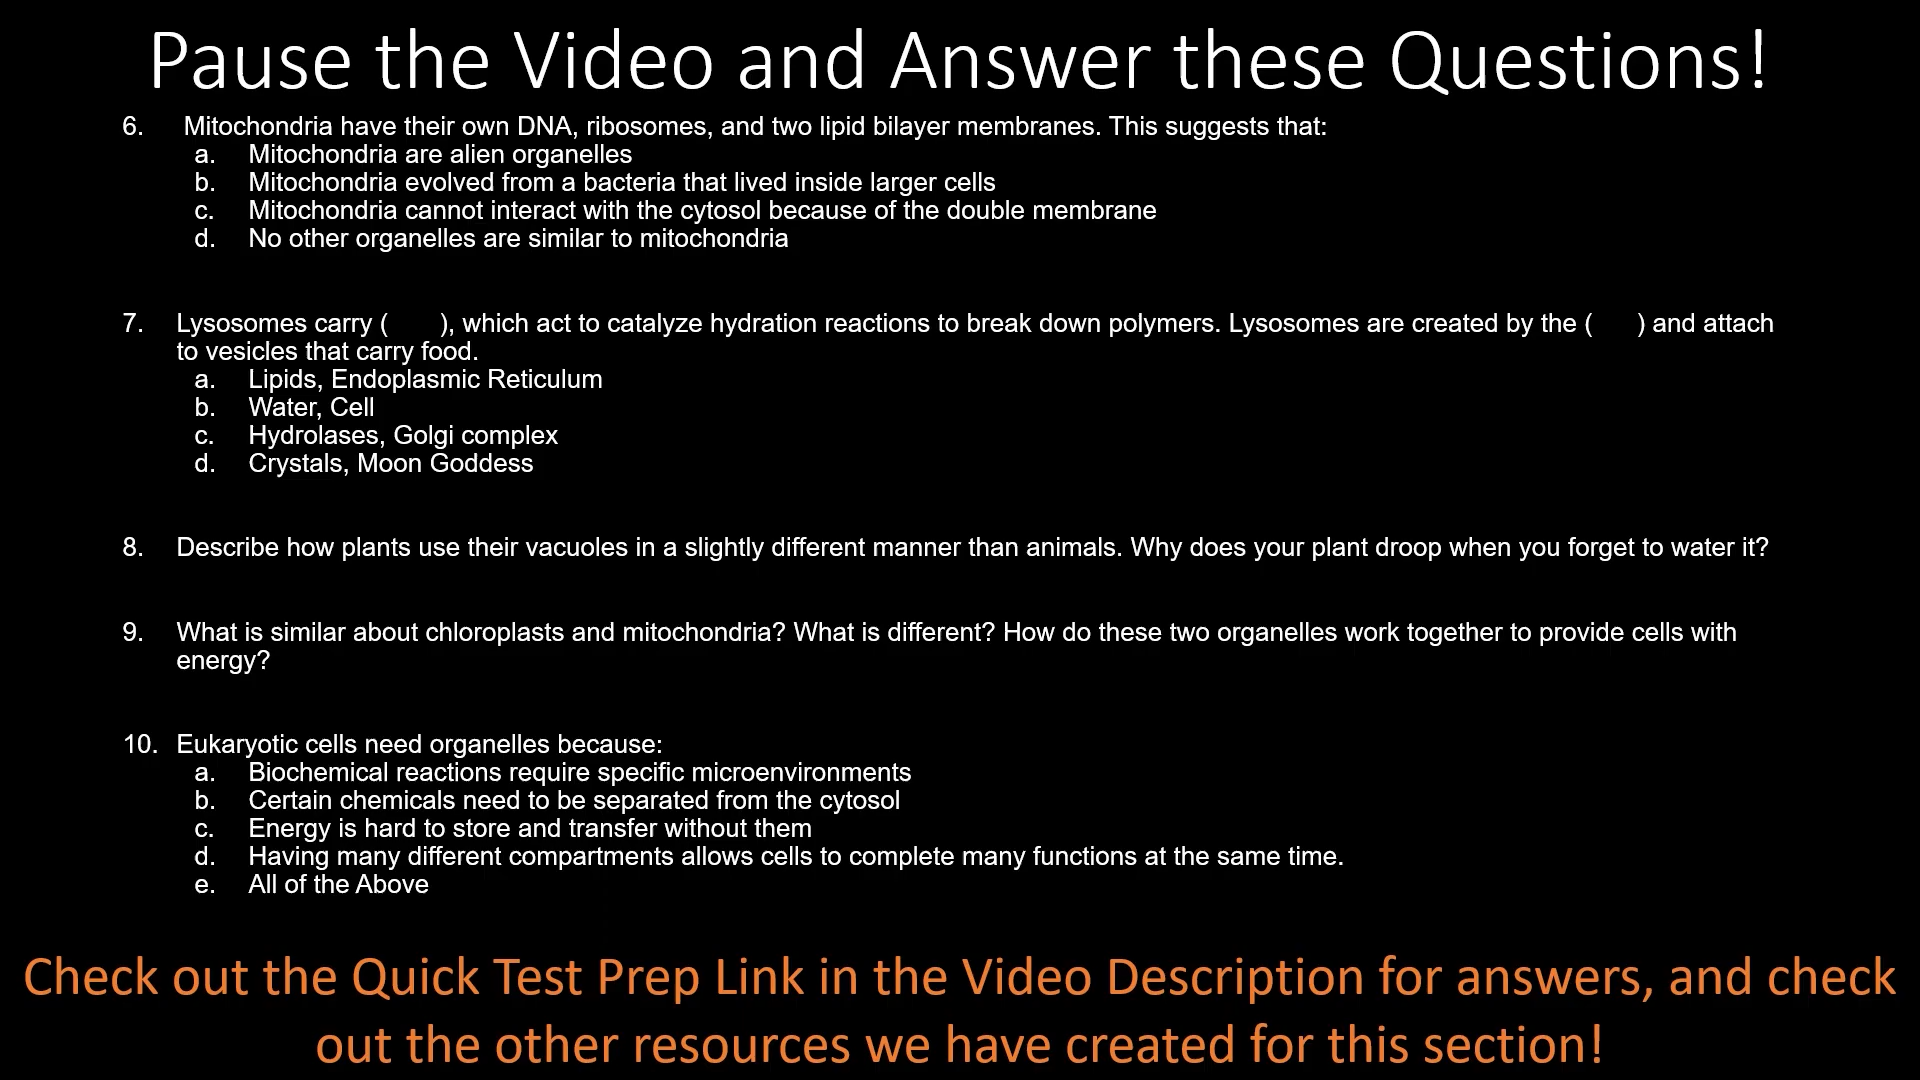 Pause the Video and Answer these Questions!
6. Mitochondria have their own DNA, ribosomes, and two lipid bilayer membranes. This suggests that:
a. Mitochondria are alien organelles
b. Mitochondria evolved from a bacteria that lived inside larger cells
c. Mitochondria cannot interact with the cytosol because of the double membrane
d. No other organelles are similar to mitochondria
7. Lysosomes carry ( ), which act to catalyze hydration reactions to break down polymers. Lysosomes are created by the ( ) and attach
to vesicles that carry food.
a. Lipids, Endoplasmic Reticulum
b. Water, Cell
c. Hydrolases, Golgi complex
d. Crystals, Moon Goddess
8. Describe how plants use their vacuoles in a slightly different manner than animals. Why does your plant droop when you forget to water it?
9. What is similar about chloroplasts and mitochondria? What is different? How do these two organelles work together to provide cells with
energy?
10. Eukaryotic cells need organelles because:
a. Biochemical reactions require specific microenvironments
b. Certain chemicals need to be separated from the cytosol
c. Energy is hard to store and transfer without them
d. Having many different compartments allows cells to complete many functions at the same time.
e. All of the Above
Check out the Quick Test Prep Link in the Video Description for answers, and check
out the other resources we have created for this section!